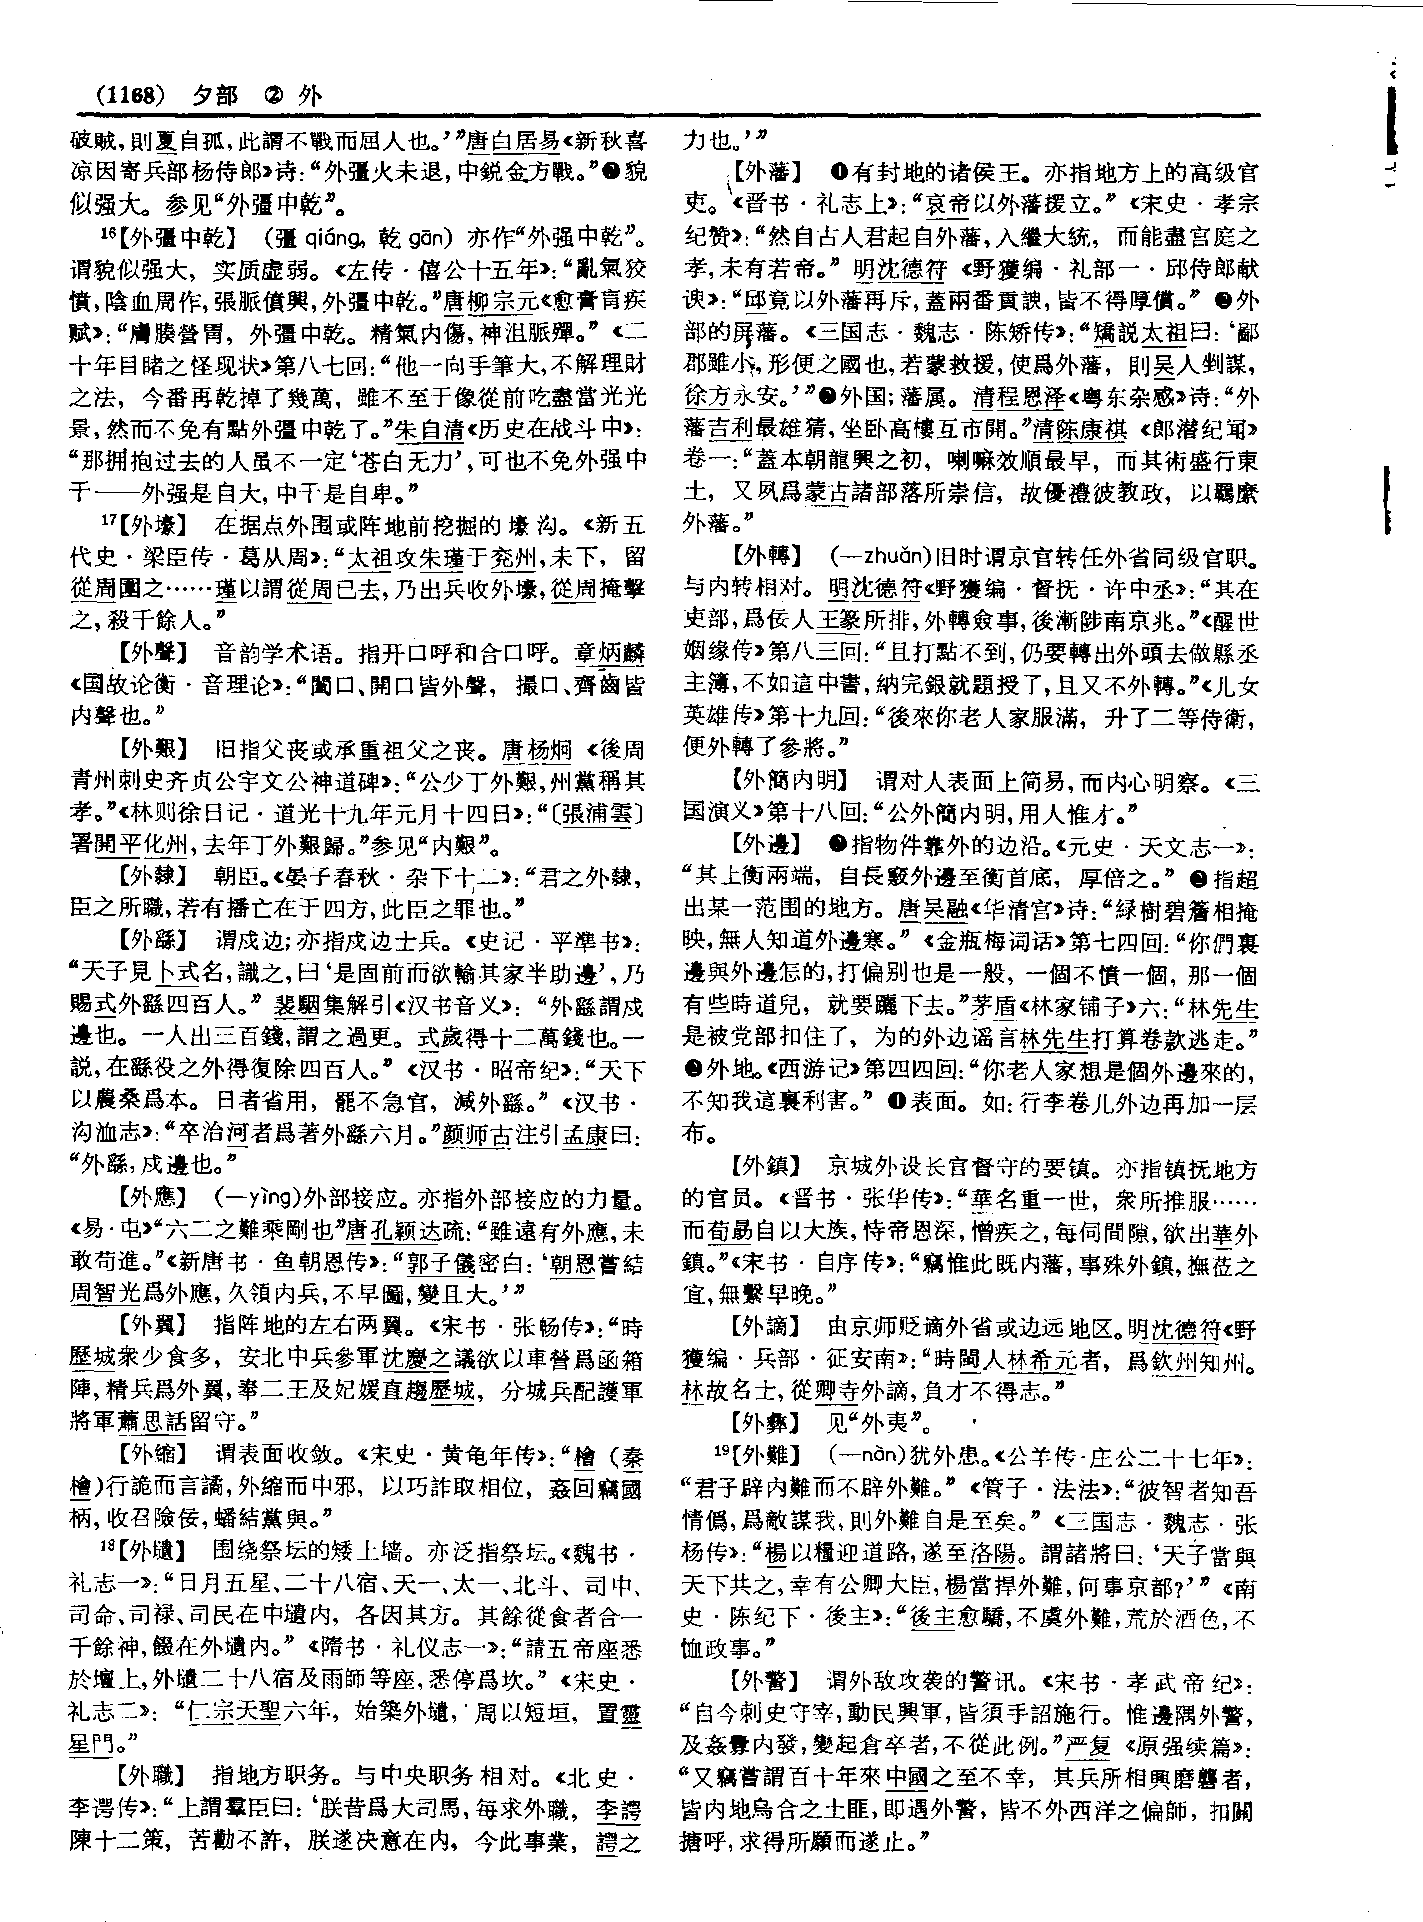 (1168) 夕部 ② 外
破賊,則夏自孤,此謂不戰而屈人也。’”唐白居易《新秋喜
凉因寄兵部杨侍郎》诗:“外彊火未退,中鋭金方戰。”❷貌
似强大。参见“外彊中乾”。
16【外彊中乾】 (彊 qiáng, 乾 gān) 亦作“外强中乾”。
谓貌似强大, 实质虚弱。《左传·僖公十五年》:“亂氣狡
憤,陰血周作,張脈僨興,外彊中乾。”唐柳宗元《愈膏肓疾
赋》:“膚腠營胃, 外彊中乾。精氣内傷,神沮脈殫。” 《二
十年目睹之怪现状》第八七回:“他一向手筆大,不解理財
之法, 今番再乾掉了幾萬, 雖不至于像從前吃盡當光光
景,然而不免有點外彊中乾了。”朱自清《历史在战斗中》:
“那拥抱过去的人虽不一定‘苍白无力’,可也不免外强中
干——外强是自大,中干是自卑。”
17【外壕】 在据点外围或阵地前挖掘的壕沟。《新五
代史·梁臣传·葛从周》:“太祖攻朱瑾于兖州,未下, 留
從周圍之……瑾以謂從周已去,乃出兵收外壕,從周掩擊
之,殺千餘人。”
【外聲】 音韵学术语。指开口呼和合口呼。章炳麟
《国故论衡·音理论》:“闔口、開口皆外聲, 撮口、齊齒皆
内聲也。”
【外艱】 旧指父丧或承重祖父之丧。唐杨炯《後周
青州刺史齐贞公宇文公神道碑》:“公少丁外艱,州黨稱其
孝。”《林则徐日记·道光十九年元月十四日》:“〔張浦雲〕
署開平化州,去年丁外艱歸。”参见“内艱”。
【外隸】 朝臣。《晏子春秋·杂下十二》:“君之外隸,
臣之所職,若有播亡在于四方,此臣之罪也。”
【外繇】 谓戍边;亦指戍边士兵。《史记·平準书》:
“天子見卜式名,識之,曰‘是固前而欲輸其家半助邊’,乃
賜式外繇四百人。” 裴駰集解引《汉书音义》: “外繇謂戍
邊也。一人出三百錢,謂之過更。式歲得十二萬錢也。一
説,在繇役之外得復除四百人。” 《汉书·昭帝纪》:“天下
以農桑爲本。日者省用, 罷不急官, 減外繇。” 《汉书·
沟洫志》:“卒治河者爲著外繇六月。”颜师古注引孟康曰:
“外繇,戍邊也。”
【外應】 (—yìng)外部接应。亦指外部接应的力量。
《易·屯》“六二之難乘剛也”唐孔颖达疏:“雖遠有外應,未
敢苟進。”《新唐书·鱼朝恩传》:“郭子儀密白:‘朝恩嘗結
周智光爲外應,久領内兵,不早圖,變且大。’”
【外翼】 指阵地的左右两翼。《宋书·张畅传》:“時
歷城衆少食多, 安北中兵參軍沈慶之議欲以車營爲函箱
陣,精兵爲外翼,奉二王及妃媛直趨歷城, 分城兵配護軍
將軍蕭思話留守。”
【外缩】 谓表面收敛。《宋史·黄龟年传》:“檜(秦
檜)行詭而言譎,外縮而中邪, 以巧詐取相位, 姦回竊國
柄,收召險佞,蟠結黨與。”
18【外壝】 围绕祭坛的矮土墙。亦泛指祭坛。《魏书·
礼志一》:“日月五星、二十八宿、天一、太一、北斗、司中、
司命、司禄、司民在中壝内, 各因其方。其餘從食者合一
千餘神,餟在外壝内。” 《隋书·礼仪志一》:“請五帝座悉
於壇上,外壝二十八宿及雨師等座,悉停爲坎。” 《宋史·
礼志二》: “仁宗天聖六年, 始築外壝, 周以短垣, 置靈
星門。”
【外職】 指地方职务。与中央职务相对。《北史·
李谔传》:“上謂羣臣曰:‘朕昔爲大司馬,每求外職, 李諤
陳十二策, 苦勸不許, 朕遂决意在内, 今此事業, 諤之
力也。’”
【外藩】 ❶有封地的诸侯王。亦指地方上的高级官
吏。《晋书·礼志上》:“哀帝以外藩援立。” 《宋史·孝宗
纪赞》:“然自古人君起自外藩,入繼大統, 而能盡宫庭之
孝,未有若帝。” 明沈德符《野獲编·礼部一·邱侍郎献
谀》:“邱竟以外藩再斥,蓋兩番貢諛,皆不得厚償。” ❷外
部的屏藩。《三国志·魏志·陈矫传》:“矯説太祖曰:‘鄙
郡雖小,形便之國也,若蒙救援,使爲外藩, 則吴人剉謀,
徐方永安。’”❸外国;藩属。清程恩泽《粤东杂感》诗:“外
藩吉利最雄猜,坐卧高樓互市開。”清陈康祺《郎潜纪闻》
卷一:“蓋本朝龍興之初, 喇嘛效順最早, 而其術盛行東
土, 又夙爲蒙古諸部落所崇信, 故優禮彼教政, 以羈縻
外藩。”
【外轉】 (—zhuǎn)旧时谓京官转任外省同级官职。
与内转相对。明沈德符《野獲编·督抚·许中丞》:“其在
吏部,爲佞人王篆所排,外轉僉事,後漸陟南京兆。”《醒世
姻缘传》第八三回:“且打點不到,仍要轉出外頭去做縣丞
主簿,不如這中書,納完銀就題授了,且又不外轉。”《儿女
英雄传》第十九回:“後來你老人家服滿, 升了二等侍衛,
便外轉了參將。”
【外簡内明】 谓对人表面上简易,而内心明察。《三
国演义》第十八回:“公外簡内明,用人惟才。”
【外邊】 ❶指物件靠外的边沿。《元史·天文志一》:
“其上衡兩端, 自長竅外邊至衡首底, 厚倍之。” ❷指超
出某一范围的地方。唐吴融《华清宫》诗:“緑樹碧簷相掩
映,無人知道外邊寒。” 《金瓶梅词话》第七四回:“你們裏
邊與外邊怎的,打偏别也是一般, 一個不憤一個, 那一個
有些時道兒, 就要躧下去。”茅盾《林家铺子》六:“林先生
是被党部扣住了, 为的外边谣言林先生打算卷款逃走。”
❸外地。《西游记》第四四回:“你老人家想是個外邊來的,
不知我這裏利害。” ❹表面。如:行李卷儿外边再加一层
布。
【外鎮】 京城外设长官督守的要镇。亦指镇抚地方
的官员。《晋书·张华传》:“華名重一世, 衆所推服……
而荀勗自以大族,恃帝恩深,憎疾之,每伺間隙,欲出華外
鎮。”《宋书·自序传》:“竊惟此既内藩,事殊外鎮,撫莅之
宜,無繫早晚。”
【外謫】 由京师贬谪外省或边远地区。明沈德符《野
獲编·兵部·征安南》:“時閩人林希元者, 爲欽州知州。
林故名士,從卿寺外謫,負才不得志。”
【外彝】 见“外夷”。
19【外難】 (—nàn)犹外患。《公羊传·庄公二十七年》:
“君子辟内難而不辟外難。” 《管子·法法》:“彼智者知吾
情僞,爲敵謀我,則外難自是至矣。” 《三国志·魏志·张
杨传》:“楊以糧迎道路,遂至洛陽。謂諸將曰:‘天子當與
天下共之,幸有公卿大臣,楊當捍外難,何事京都?’” 《南
史·陈纪下·後主》:“後主愈驕,不虞外難,荒於酒色,不
恤政事。”
【外警】 谓外敌攻袭的警讯。《宋书·孝武帝纪》:
“自今刺史守宰,動民興軍,皆須手詔施行。惟邊隅外警,
及姦釁内發,變起倉卒者,不從此例。”严复《原强续篇》:
“又竊嘗謂百十年來中國之至不幸, 其兵所相與磨礱者,
皆内地烏合之土匪,即遇外警,皆不外西洋之偏師, 扣關
搪呼,求得所願而遂止。”